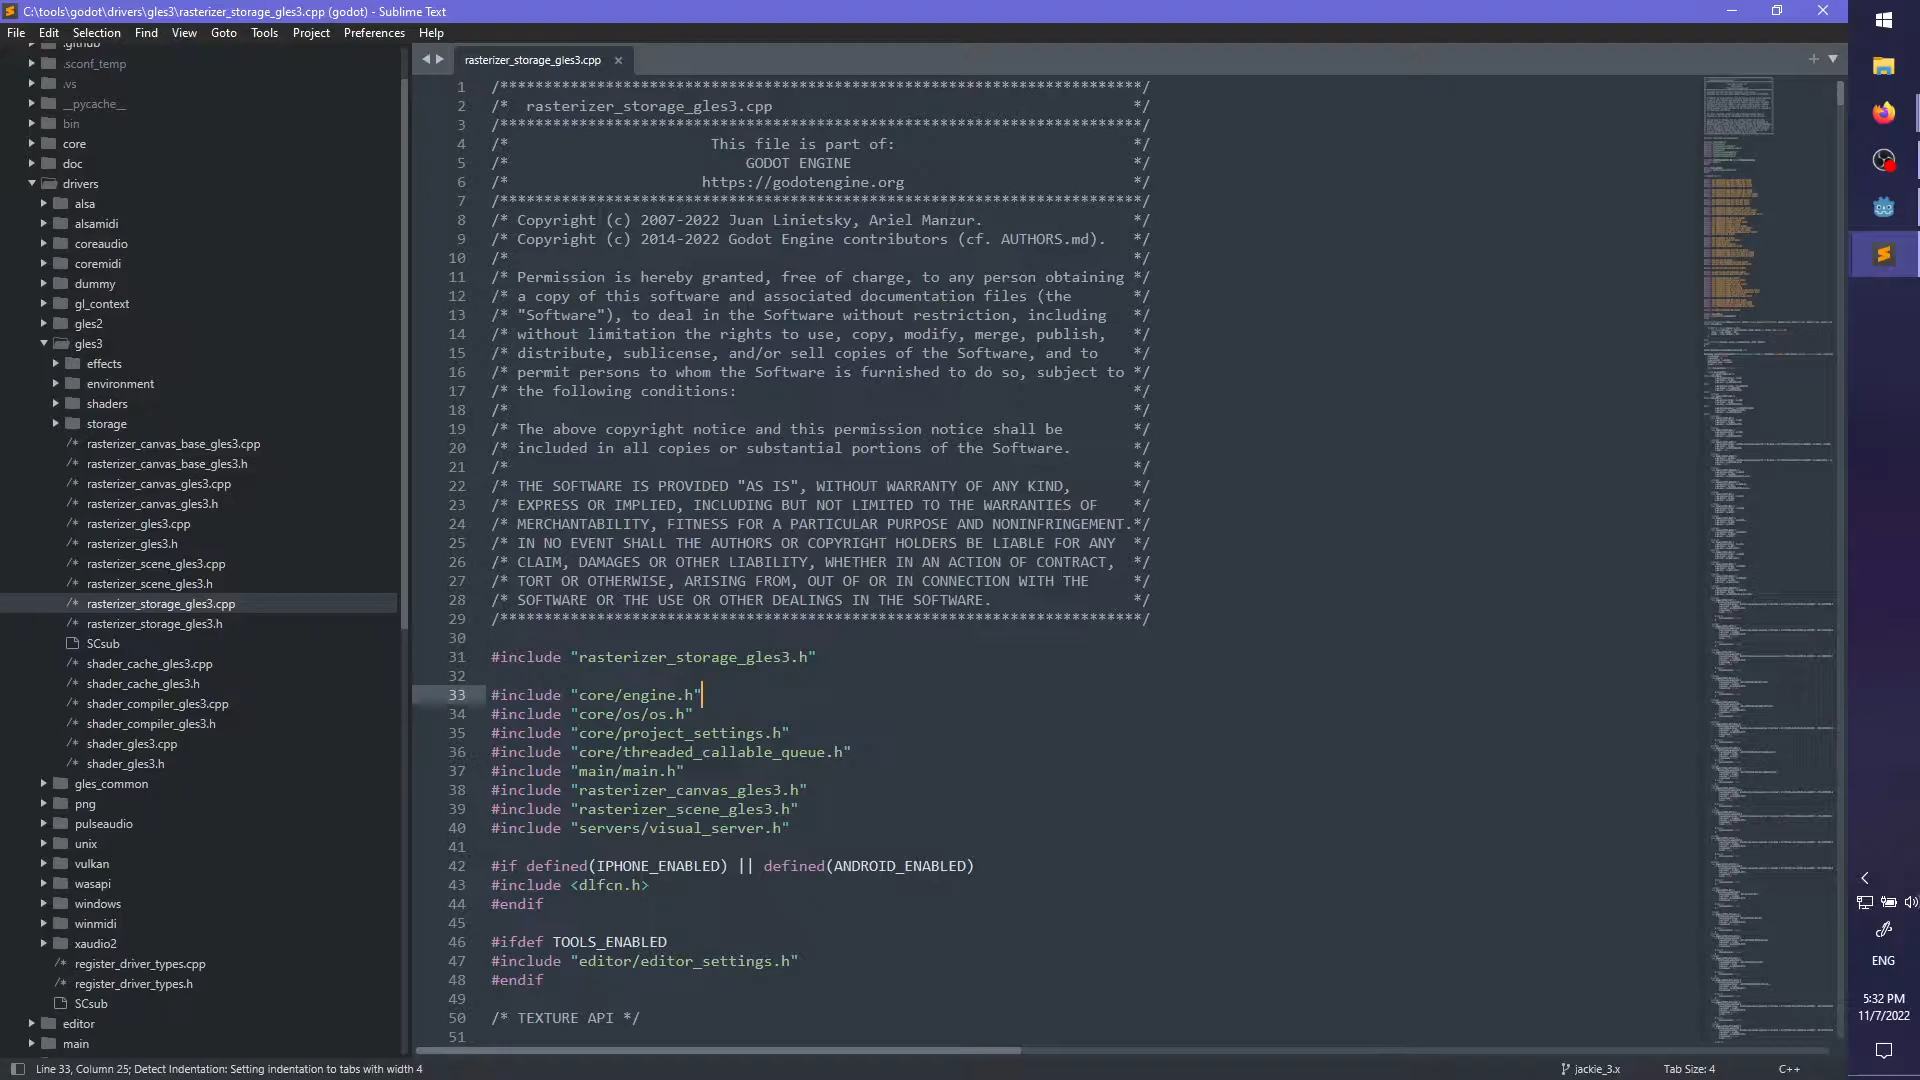 C:\tools\godot\drivers\gles3\rasterizer_storage_gles3.cpp (godot) - Sublime Text
File Edit Selection Find View Goto Tools Project Preferences Help
.github
.sconf_temp
.vs
__pycache__
bin
core
doc
drivers
alsa
alsamidi
coreaudio
coremidi
dummy
gl_context
gles2
gles3
effects
environment
shaders
storage
/* rasterizer_canvas_base_gles3.cpp
/* rasterizer_canvas_base_gles3.h
/* rasterizer_canvas_gles3.cpp
/* rasterizer_canvas_gles3.h
/* rasterizer_gles3.cpp
/* rasterizer_gles3.h
/* rasterizer_scene_gles3.cpp
/* rasterizer_scene_gles3.h
/* rasterizer_storage_gles3.cpp
/* rasterizer_storage_gles3.h
SCsub
/* shader_cache_gles3.cpp
/* shader_cache_gles3.h
/* shader_compiler_gles3.cpp
/* shader_compiler_gles3.h
/* shader_gles3.cpp
/* shader_gles3.h
gles_common
png
pulseaudio
unix
vulkan
wasapi
windows
winmidi
xaudio2
/* register_driver_types.cpp
/* register_driver_types.h
SCsub
editor
main
rasterizer_storage_gles3.cpp
1 /*************************************************************************/
2 /*  rasterizer_storage_gles3.cpp                                         */
3 /*************************************************************************/
4 /*                       This file is part of:                           */
5 /*                           GODOT ENGINE                                */
6 /*                      https://godotengine.org                          */
7 /*************************************************************************/
8 /* Copyright (c) 2007-2022 Juan Linietsky, Ariel Manzur.                 */
9 /* Copyright (c) 2014-2022 Godot Engine contributors (cf. AUTHORS.md).   */
10 /*                                                                       */
11 /* Permission is hereby granted, free of charge, to any person obtaining */
12 /* a copy of this software and associated documentation files (the       */
13 /* "Software"), to deal in the Software without restriction, including   */
14 /* without limitation the rights to use, copy, modify, merge, publish,   */
15 /* distribute, sublicense, and/or sell copies of the Software, and to    */
16 /* permit persons to whom the Software is furnished to do so, subject to */
17 /* the following conditions:                                             */
18 /*                                                                       */
19 /* The above copyright notice and this permission notice shall be        */
20 /* included in all copies or substantial portions of the Software.       */
21 /*                                                                       */
22 /* THE SOFTWARE IS PROVIDED "AS IS", WITHOUT WARRANTY OF ANY KIND,       */
23 /* EXPRESS OR IMPLIED, INCLUDING BUT NOT LIMITED TO THE WARRANTIES OF    */
24 /* MERCHANTABILITY, FITNESS FOR A PARTICULAR PURPOSE AND NONINFRINGEMENT.*/
25 /* IN NO EVENT SHALL THE AUTHORS OR COPYRIGHT HOLDERS BE LIABLE FOR ANY  */
26 /* CLAIM, DAMAGES OR OTHER LIABILITY, WHETHER IN AN ACTION OF CONTRACT,  */
27 /* TORT OR OTHERWISE, ARISING FROM, OUT OF OR IN CONNECTION WITH THE     */
28 /* SOFTWARE OR THE USE OR OTHER DEALINGS IN THE SOFTWARE.                */
29 /*************************************************************************/
30
31 #include "rasterizer_storage_gles3.h"
32
33 #include "core/engine.h"
34 #include "core/os/os.h"
35 #include "core/project_settings.h"
36 #include "core/threaded_callable_queue.h"
37 #include "main/main.h"
38 #include "rasterizer_canvas_gles3.h"
39 #include "rasterizer_scene_gles3.h"
40 #include "servers/visual_server.h"
41
42 #if defined(IPHONE_ENABLED) || defined(ANDROID_ENABLED)
43 #include <dlfcn.h>
44 #endif
45
46 #ifdef TOOLS_ENABLED
47 #include "editor/editor_settings.h"
48 #endif
49
50 /* TEXTURE API */
51
Line 33, Column 25; Detect Indentation: Setting indentation to tabs with width 4
jackie_3.x
Tab Size: 4
C++
ENG
5:32 PM
11/7/2022